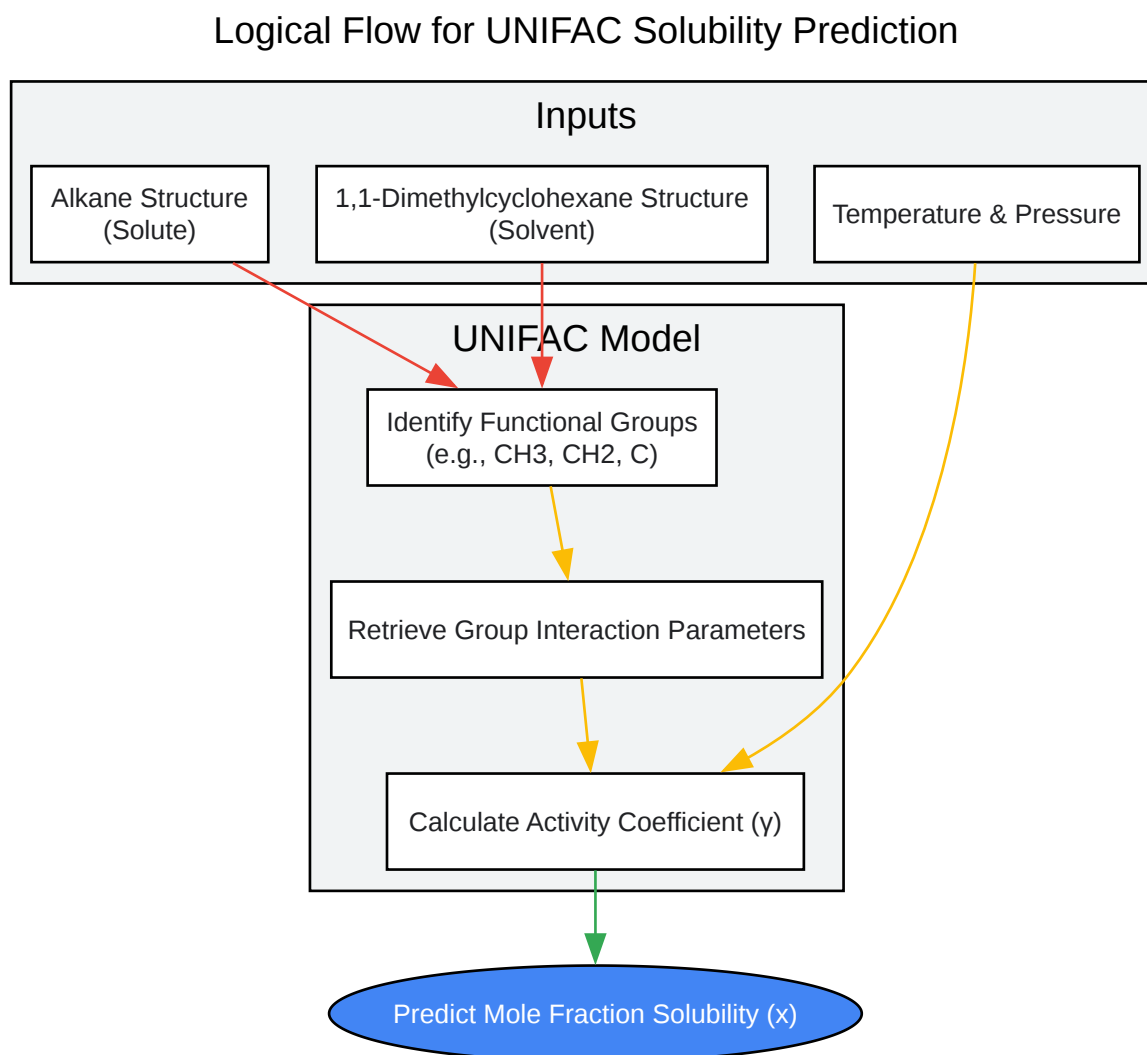 Logical Flow for UNIFAC Solubility Prediction
Inputs
Alkane Structure
(Solute)
1,1-Dimethylcyclohexane Structure
(Solvent)
Temperature & Pressure
UNIFAC Model
Identify Functional Groups
(e.g., CH3, CH2, C)
Retrieve Group Interaction Parameters
Calculate Activity Coefficient (γ)
Predict Mole Fraction Solubility (x)